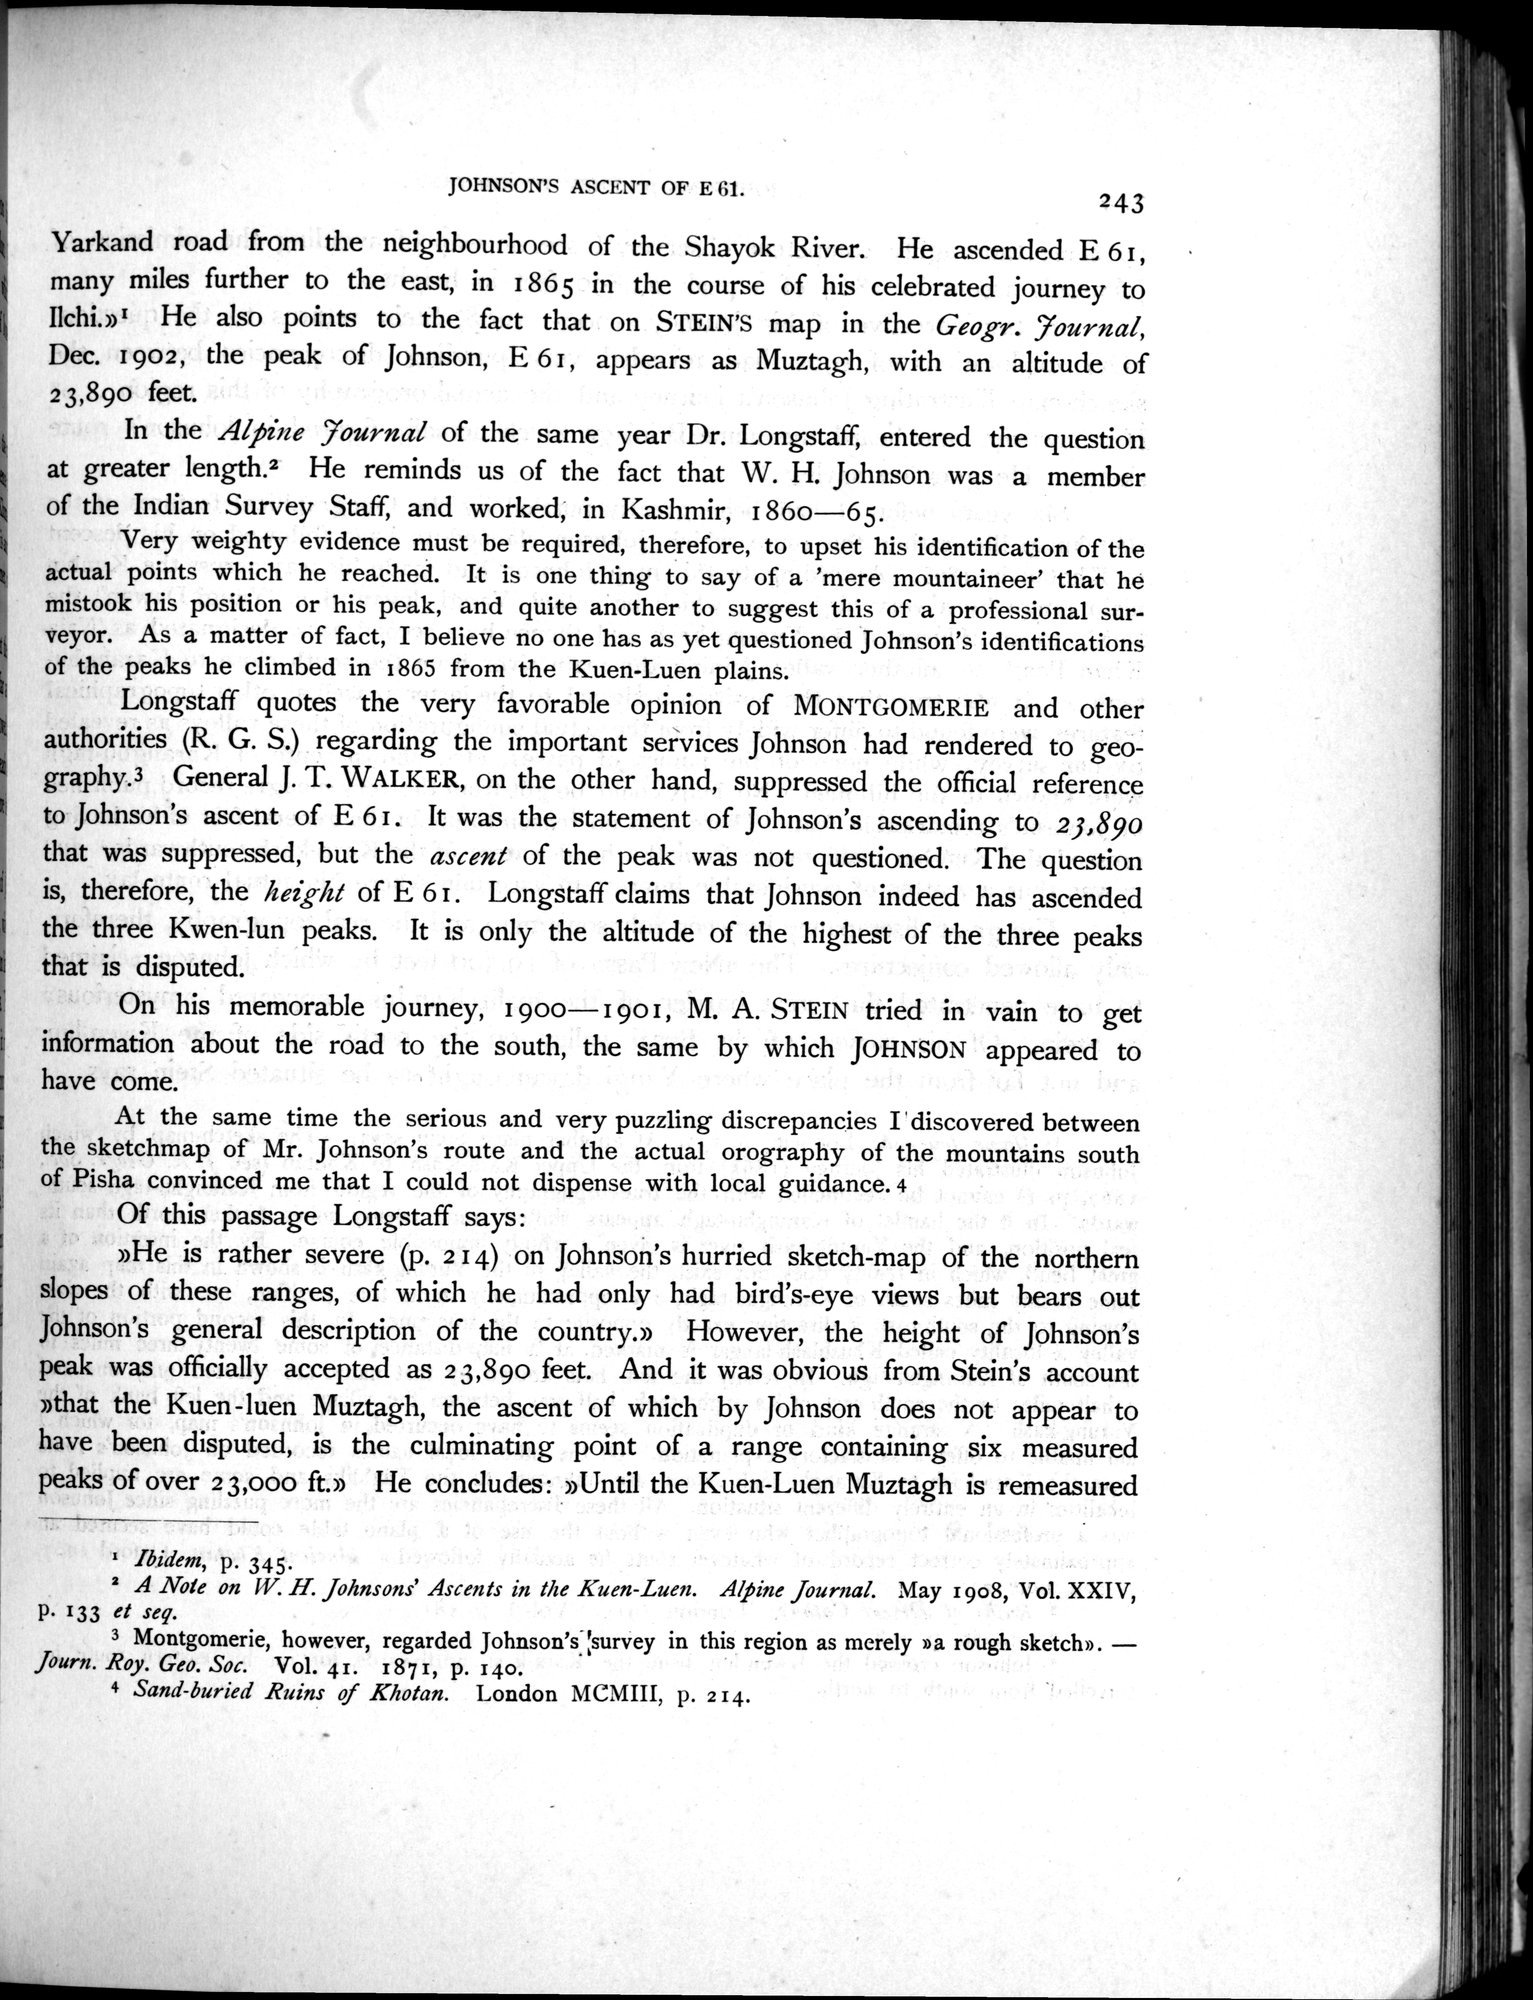 JOHNSON'S ASCENT OF E 61.
243
Yarkand road from the neighbourhood of the Shayok River. He ascended E 61,
many miles further to the east, in 1865 in the course of his celebrated journey to
Ilchi.»¹ He also points to the fact that on STEIN'S map in the Geogr. Journal,
Dec. 1902, the peak of Johnson, E 61, appears as Muztagh, with an altitude of
23,890 feet.
In the Alpine Journal of the same year Dr. Longstaff, entered the question
at greater length.² He reminds us of the fact that W. H. Johnson was a member
of the Indian Survey Staff, and worked, in Kashmir, 1860—65.
Very weighty evidence must be required, therefore, to upset his identification of the
actual points which he reached. It is one thing to say of a 'mere mountaineer' that he
mistook his position or his peak, and quite another to suggest this of a professional sur-
veyor. As a matter of fact, I believe no one has as yet questioned Johnson's identifications
of the peaks he climbed in 1865 from the Kuen-Luen plains.
Longstaff quotes the very favorable opinion of MONTGOMERIE and other
authorities (R. G. S.) regarding the important services Johnson had rendered to geo-
graphy.³ General J. T. WALKER, on the other hand, suppressed the official reference
to Johnson's ascent of E 61. It was the statement of Johnson's ascending to 23,890
that was suppressed, but the ascent of the peak was not questioned. The question
is, therefore, the height of E 61. Longstaff claims that Johnson indeed has ascended
the three Kwen-lun peaks. It is only the altitude of the highest of the three peaks
that is disputed.
On his memorable journey, 1900—1901, M. A. STEIN tried in vain to get
information about the road to the south, the same by which JOHNSON appeared to
have come.
At the same time the serious and very puzzling discrepancies I discovered between
the sketchmap of Mr. Johnson's route and the actual orography of the mountains south
of Pisha convinced me that I could not dispense with local guidance.⁴
Of this passage Longstaff says:
»He is rather severe (p. 214) on Johnson's hurried sketch-map of the northern
slopes of these ranges, of which he had only had bird's-eye views but bears out
Johnson's general description of the country.» However, the height of Johnson's
peak was officially accepted as 23,890 feet. And it was obvious from Stein's account
»that the Kuen-luen Muztagh, the ascent of which by Johnson does not appear to
have been disputed, is the culminating point of a range containing six measured
peaks of over 23,000 ft.» He concludes: »Until the Kuen-Luen Muztagh is remeasured
¹ Ibidem, p. 345.
² A Note on W. H. Johnsons' Ascents in the Kuen-Luen. Alpine Journal. May 1908, Vol. XXIV,
p. 133 et seq.
³ Montgomerie, however, regarded Johnson's survey in this region as merely »a rough sketch». —
Journ. Roy. Geo. Soc. Vol. 41. 1871, p. 140.
⁴ Sand-buried Ruins of Khotan. London MCMIII, p. 214.